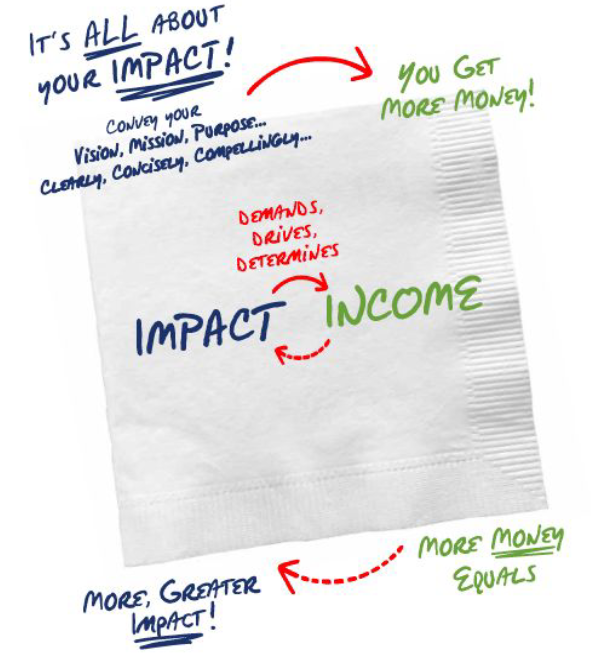 It's ALL About
your IMPACT!
Convey your
Vision, Mission, Purpose...
Clearly, Concisely, Compellingly...
You Get
More Money!
Demands,
Drives,
Determines
IMPACT INCOME
More Money
Equals
More, Greater
Impact!